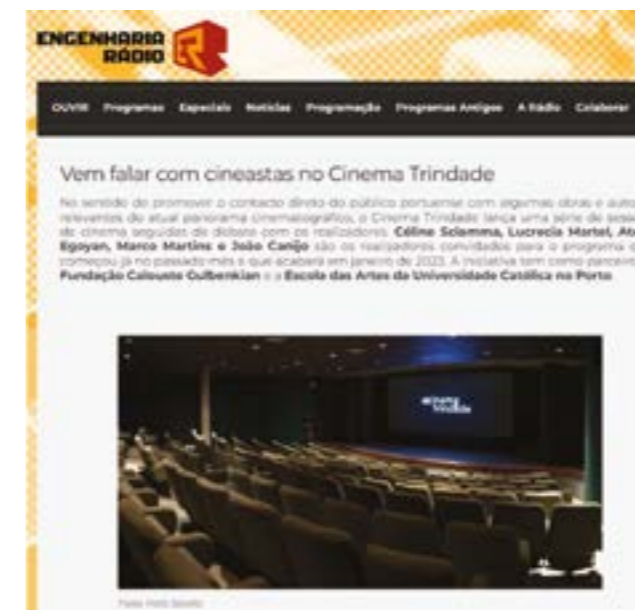 ENGENHARIA
RÁDIO
OUVIR Programas Especiais Notícias Programação Programas Antigos A Rádio Colaborar
Vem falar com cineastas no Cinema Trindade
No sentido de promover o contacto direto do público portuense com algumas obras e auto
relevantes do atual panorama cinematográfico, o Cinema Trindade lança uma série de sess
de cinema seguidas de debate com os realizadores. Céline Sciamma, Lucrecia Martel, At
Egoyan, Marco Martins e João Canijo são os realizadores convidados para o programa
começou já no passado mês e que acabará em janeiro de 2023. A iniciativa tem como parceir
Fundação Calouste Gulbenkian e a Escola das Artes da Universidade Católica no Porto
cinema
trindade